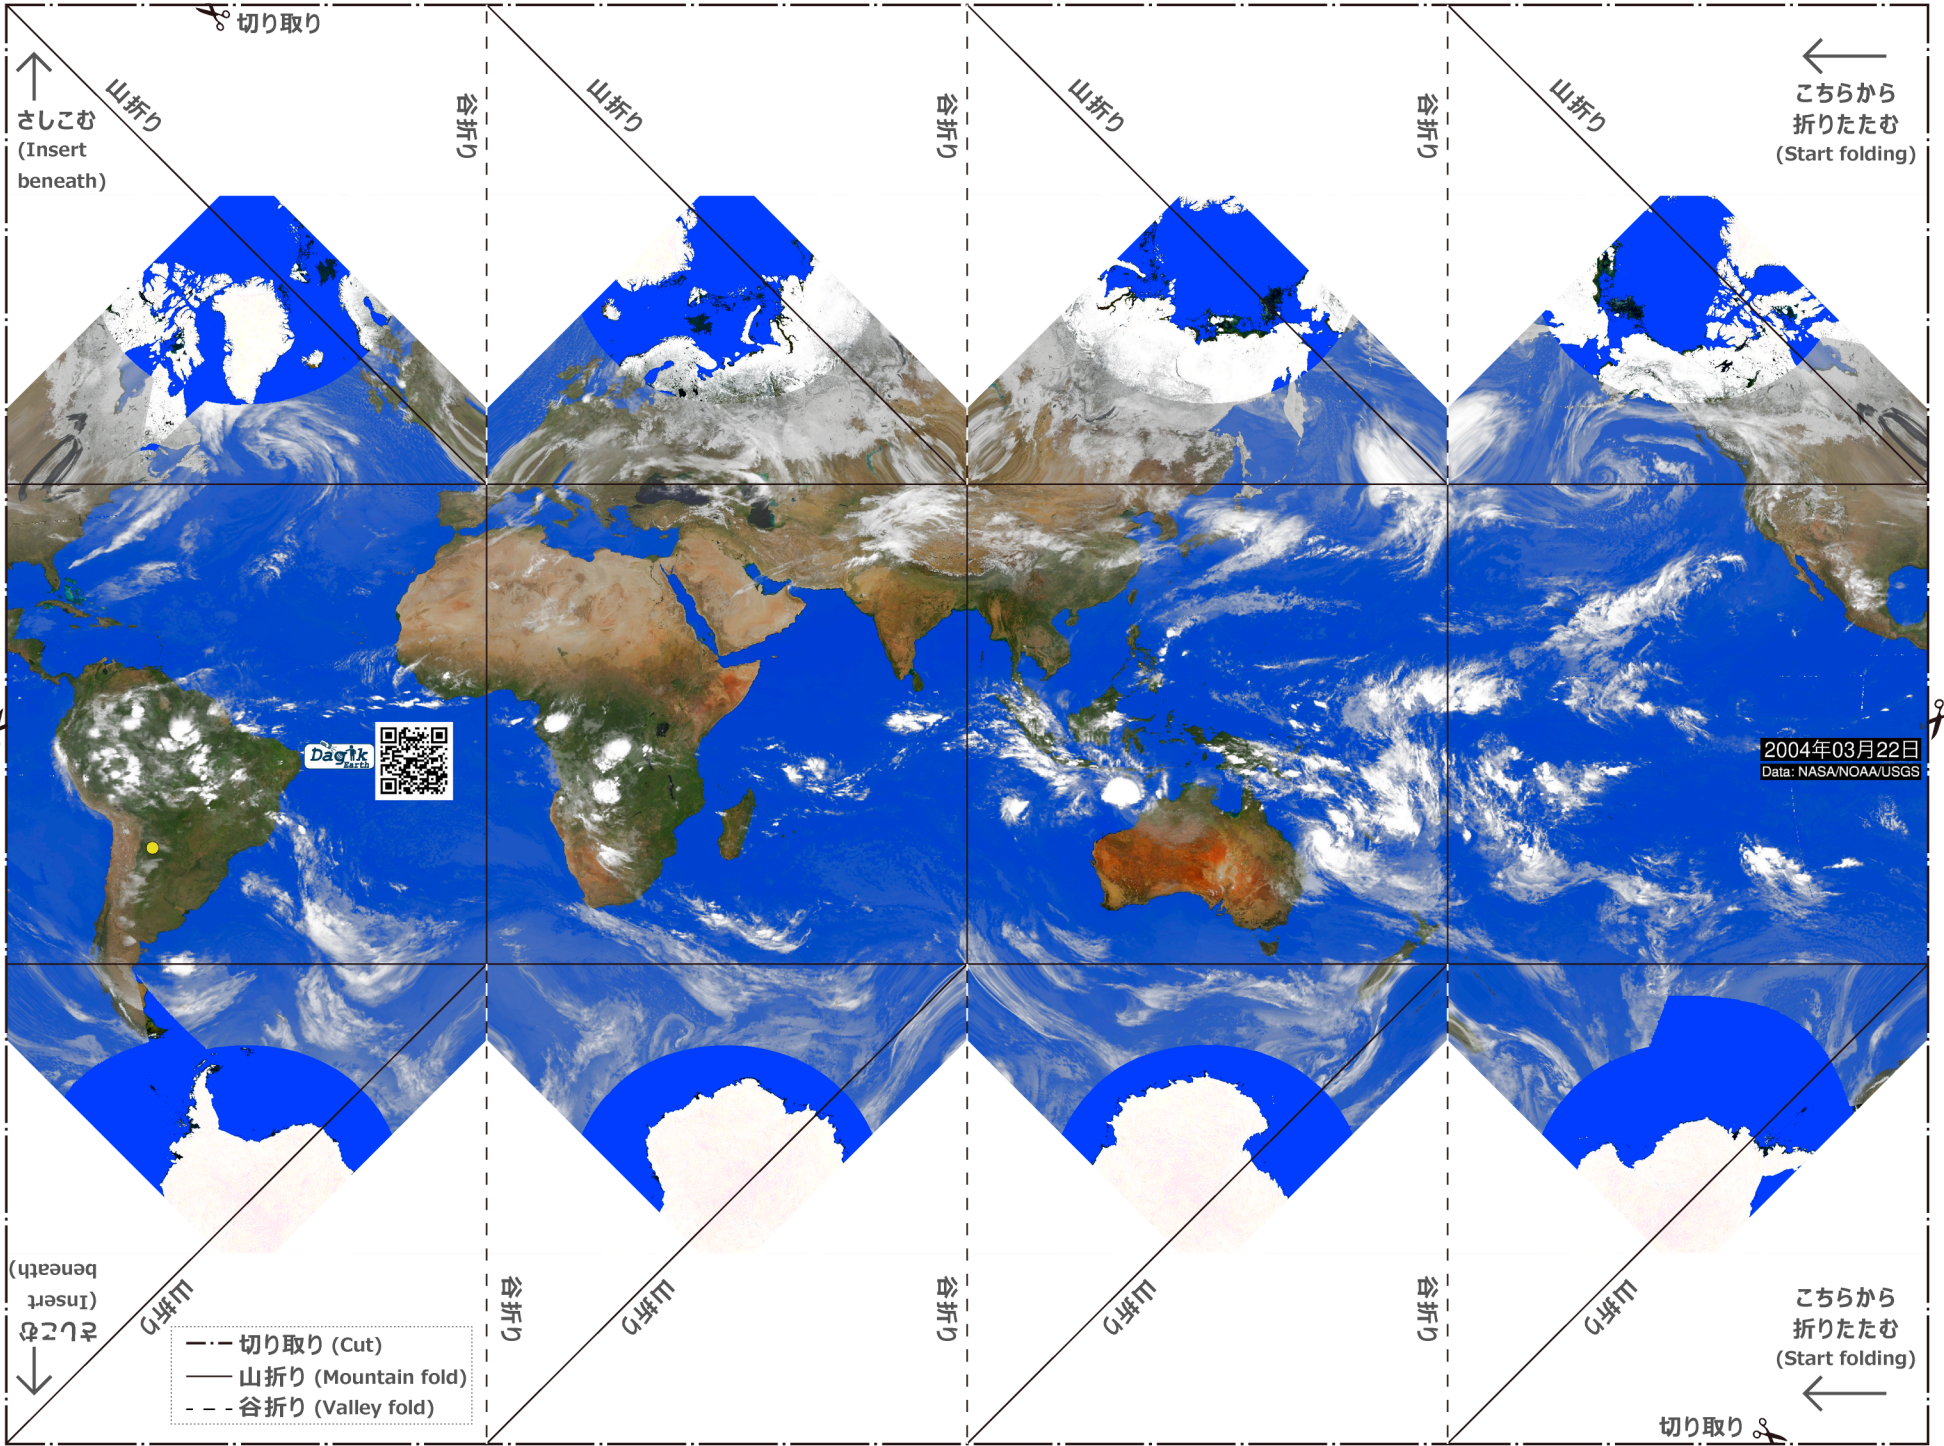 切り取り
山折り
谷折り
山折り
谷折り
山折り
谷折り
山折り
さしこむ
(Insert
beneath)
こちらから
折りたたむ
(Start folding)
Dagik
Earth
2004年03月22日
Data: NASA/NOAA/USGS
さしこむ
(Insert
beneath)
山折り
谷折り
山折り
谷折り
山折り
谷折り
山折り
こちらから
折りたたむ
(Start folding)
切り取り (Cut)
山折り (Mountain fold)
谷折り (Valley fold)
切り取り